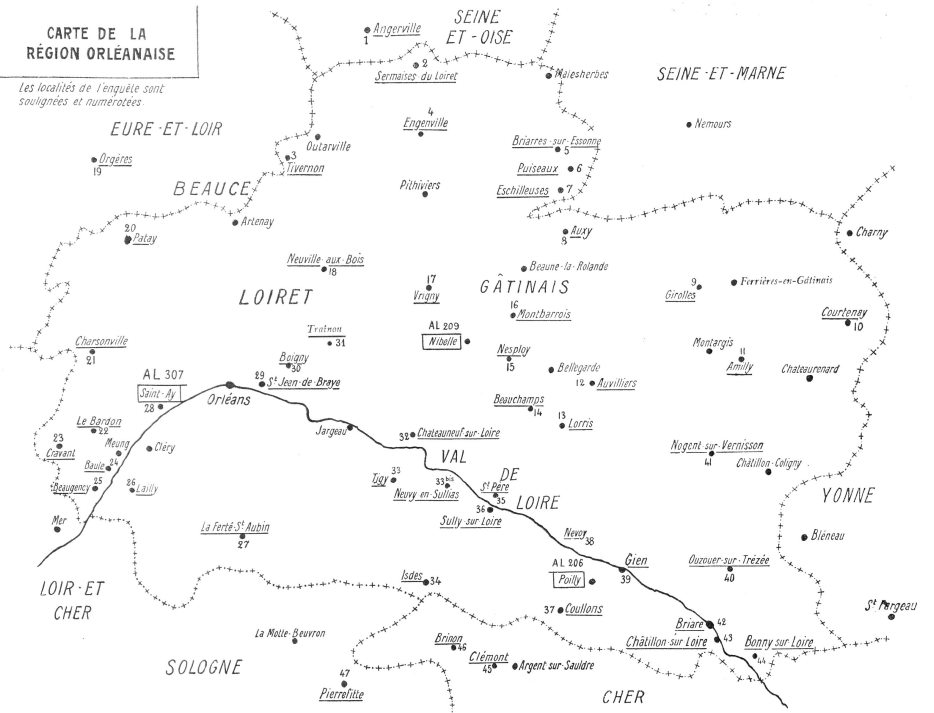 CARTE DE LA
RÉGION ORLÉANAISE
Les localités de l'enquête sont
soulignées et numérotées
SEINE
ET-OISE
Angerville
1
2
Sermaises du Loiret
Malesherbes
SEINE-ET-MARNE
Nemours
EURE-ET-LOIR
4
Engenville
Outarville
Briarres-sur-Essonne
5
Orgères
19
3
Tivernon
Puiseaux 6
BEAUCE
Pithiviers
Eschilleuses 7
Artenay
20
Patay
Auxy
8
Charny
Neuville-aux-Bois
18
Beaune-la-Rolande
LOIRET
17
Vrigny
GÂTINAIS
9
Girolles
Ferrières-en-Gâtinais
16
Montbarrois
Courtenay
10
Trainou
31
AL 209
Nibelle
Charsonville
21
Nesploy
15
Montargis
11
Amilly
Boigny
30
Bellegarde
AL 307
Saint-Ay
28
29
St Jean-de-Braye
12 Auvilliers
Chateaurenard
Orléans
Beauchamps
14
13
Lorris
Le Bardon
22
Jargeau
32 Chateauneuf-sur-Loire
23
Cravant
Meung
24
Cléry
VAL
Nogent-sur-Vernisson
41
Baule
Châtillon-Coligny
Beaugency
25
26
Lailly
33
Tigy
33 bis
Neuvy en-Sullias
DE
St Père
35
LOIRE
YONNE
36
Sully-sur-Loire
Mer
La Ferté-St Aubin
27
Nevoy
38
Bléneau
AL 206
Poilly
Gien
39
Ouzouer-sur-Trézée
40
LOIR-ET
CHER
Isdes 34
37 Coullons
St Fargeau
Briare
42
La Motte-Beuvron
Brinon
46
Châtillon-sur-Loire
43
Bonny sur Loire
44
SOLOGNE
Clémont
45
Argent sur-Sauldre
47
Pierrefitte
CHER